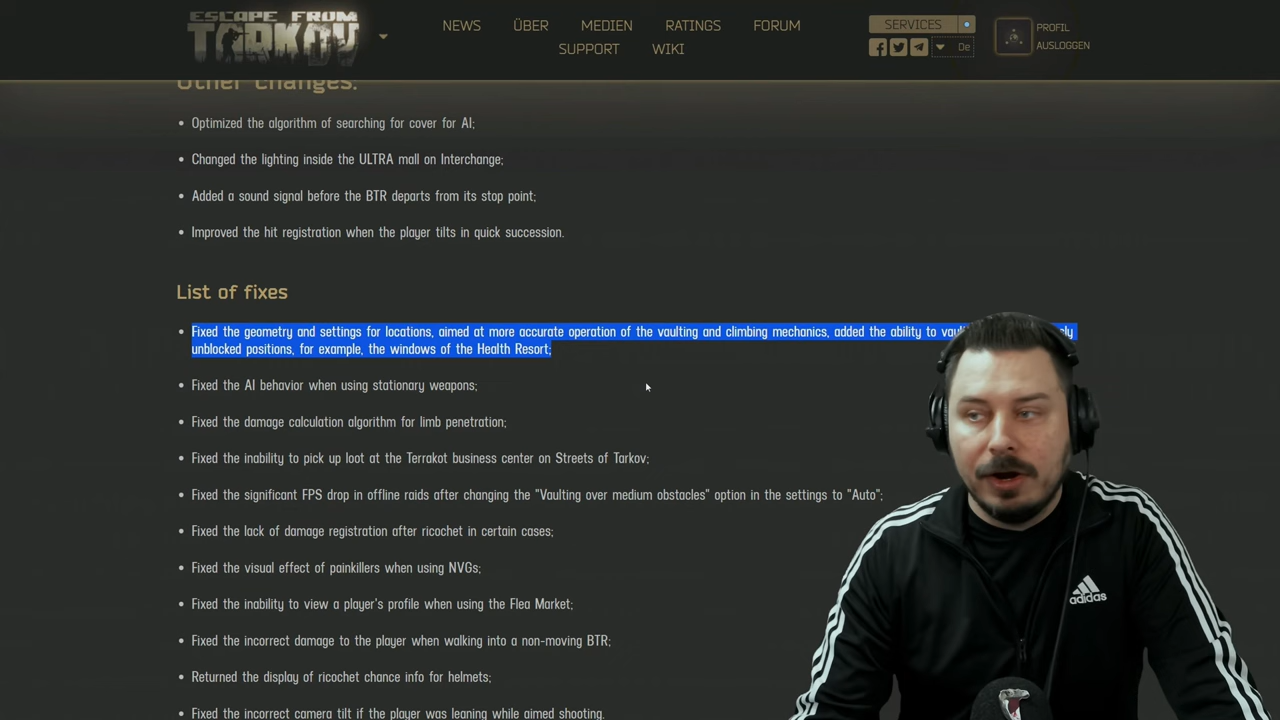 ESCAPE FROM
TARKOV
NEWS ÜBER MEDIEN RATINGS FORUM
SUPPORT WIKI
SERVICES
De
PROFIL
AUSLOGGEN
Other changes:
• Optimized the algorithm of searching for cover for AI;
• Changed the lighting inside the ULTRA mall on Interchange;
• Added a sound signal before the BTR departs from its stop point;
• Improved the hit registration when the player tilts in quick succession.
List of fixes
• Fixed the geometry and settings for locations, aimed at more accurate operation of the vaulting and climbing mechanics, added the ability to
unblocked positions, for example, the windows of the Health Resort;
• Fixed the AI behavior when using stationary weapons;
• Fixed the damage calculation algorithm for limb penetration;
• Fixed the inability to pick up loot at the Terrakot business center on Streets of Tarkov;
• Fixed the significant FPS drop in offline raids after changing the "Vaulting over medium obstacles" option in the settings to "Auto";
• Fixed the lack of damage registration after ricochet in certain cases;
• Fixed the visual effect of painkillers when using NVGs;
• Fixed the inability to view a player's profile when using the Flea Market;
• Fixed the incorrect damage to the player when walking into a non-moving BTR;
• Returned the display of ricochet chance info for helmets;
• Fixed the incorrect camera tilt if the player was leaning while aimed shooting.
adidas